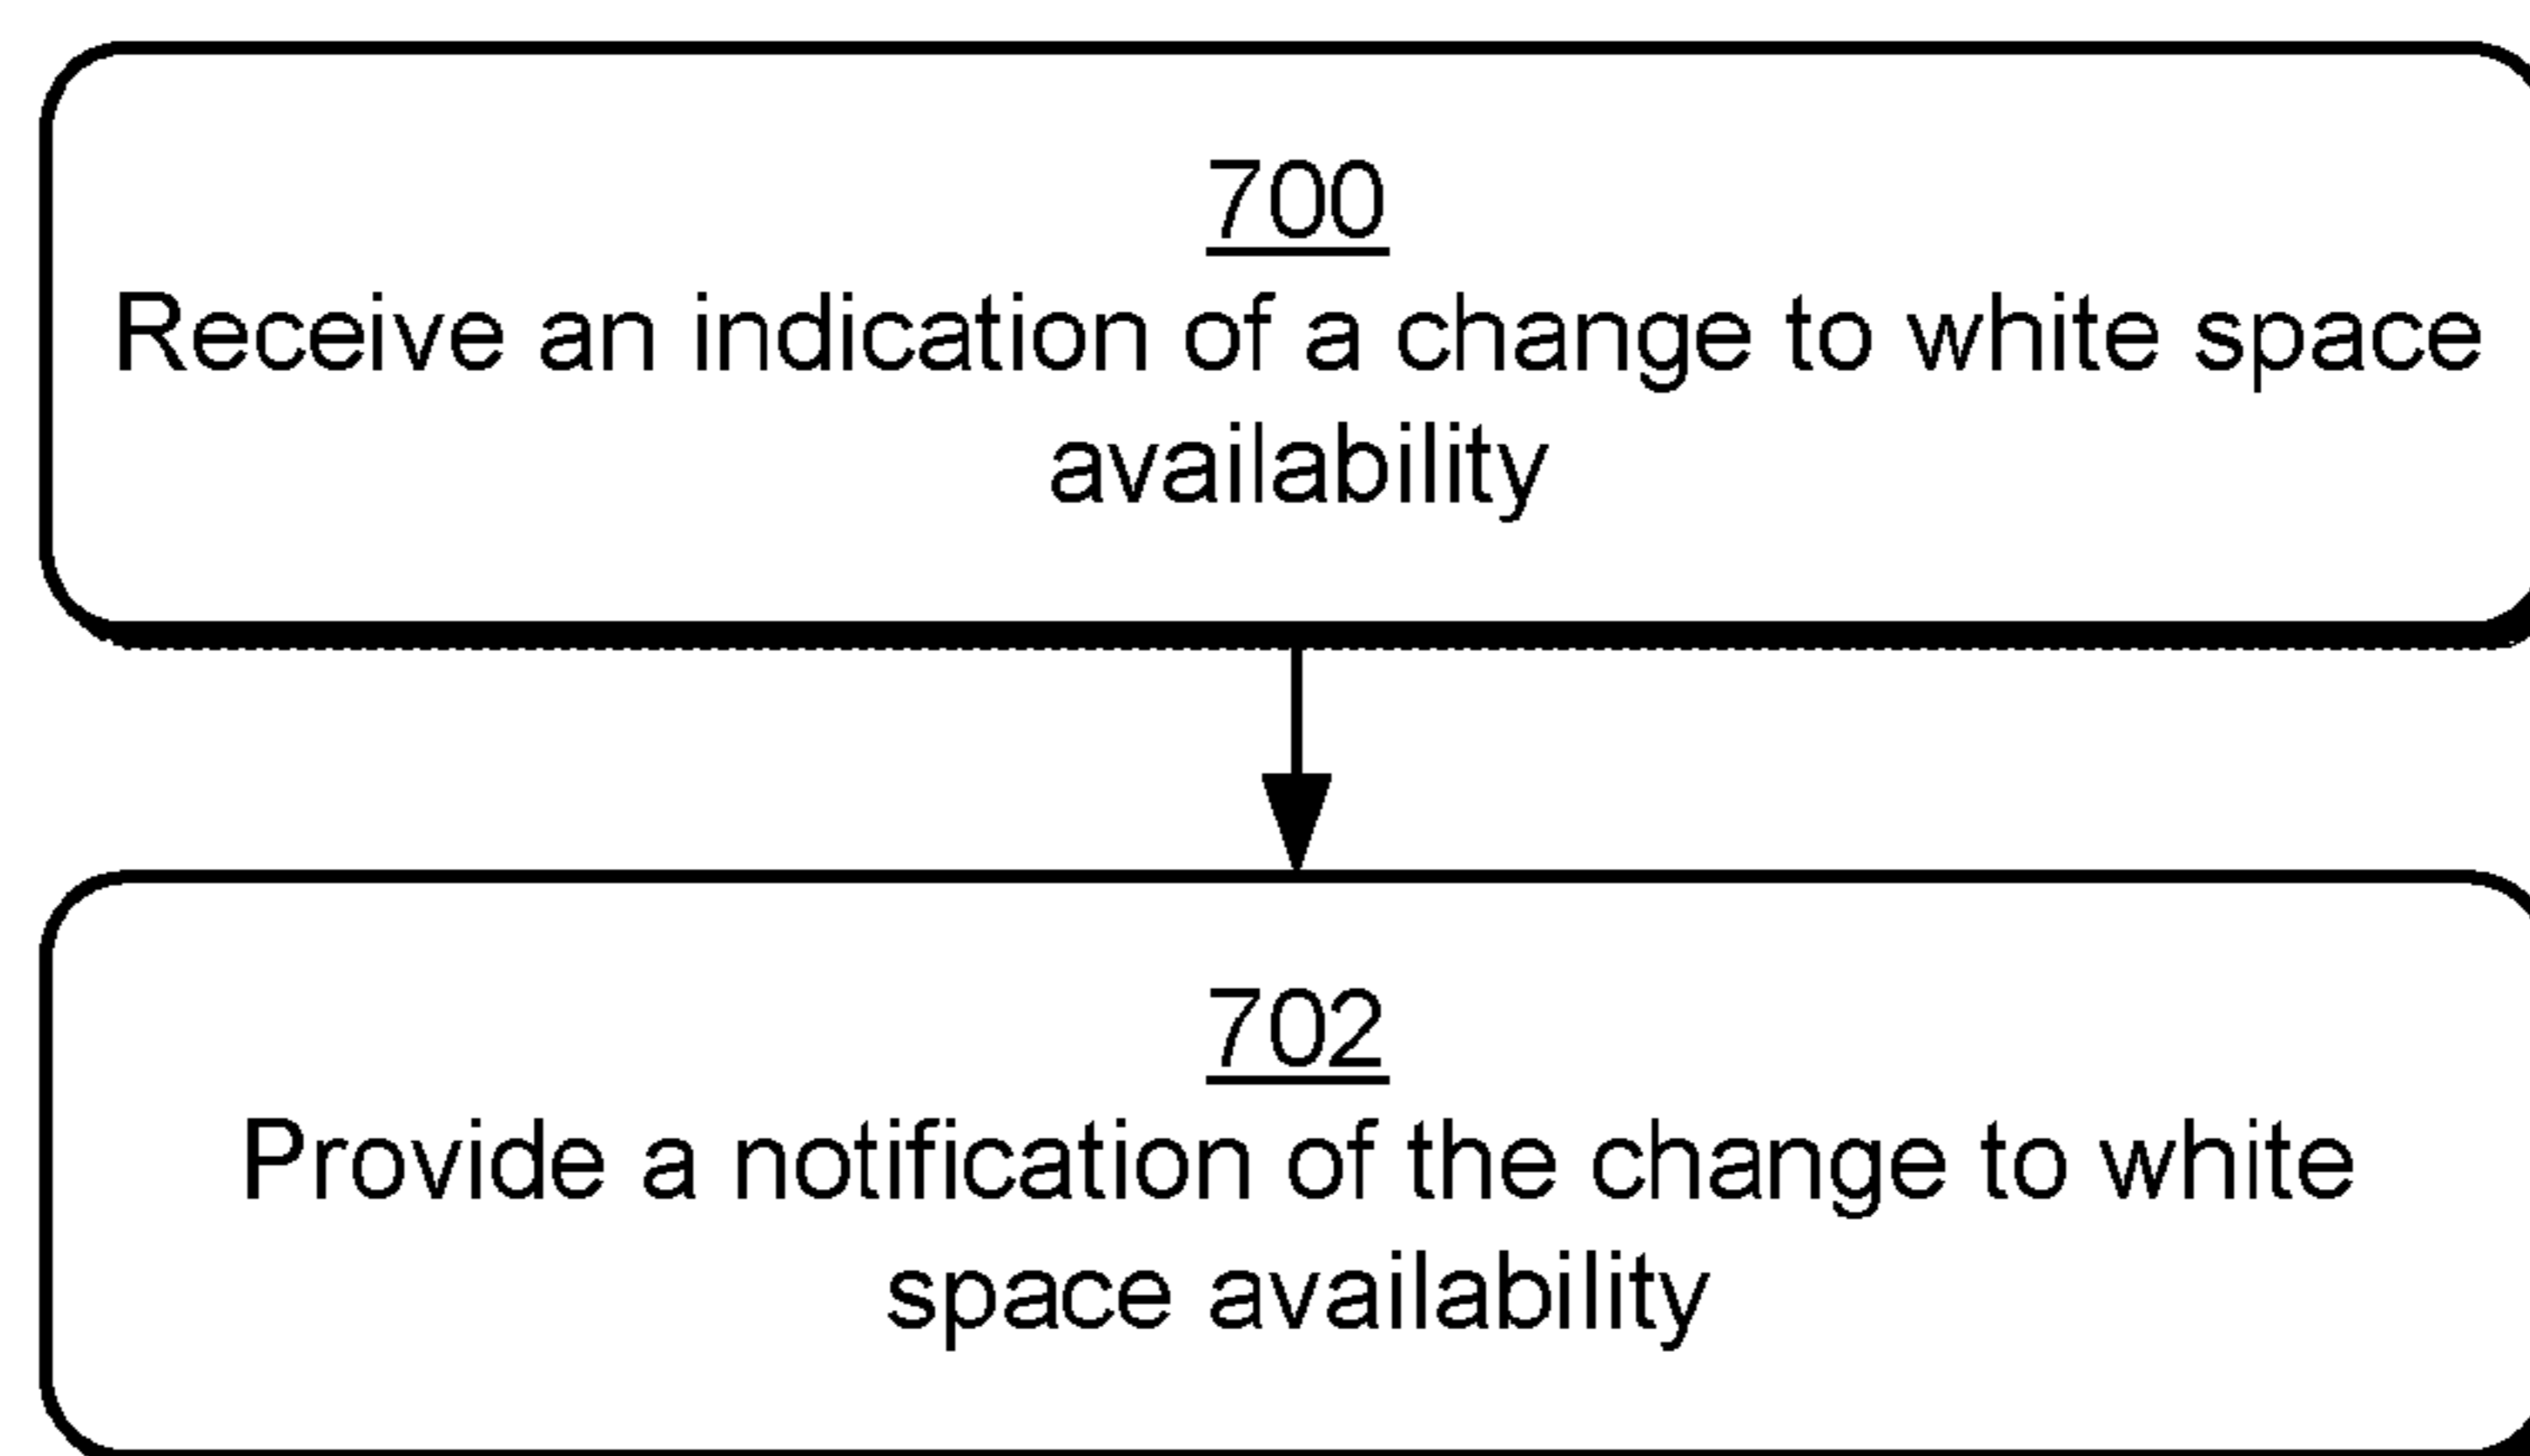 700
Receive an indication of a change to white space
availability
702
Provide a notification of the change to white
space availability